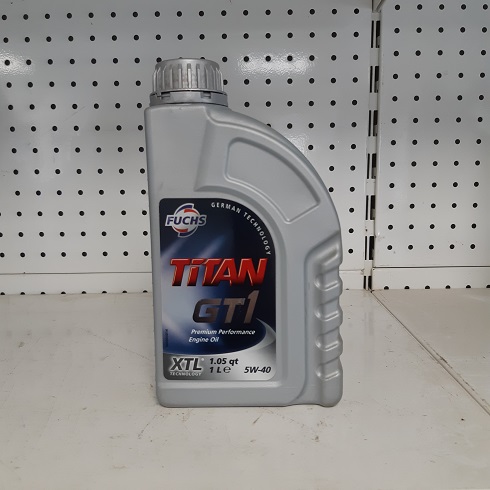 GERMAN TECHNOLOGY
FUCHS
TITAN
GT1
Premium Performance
Engine Oil
XTL
TECHNOLOGY
1.05 qt
1 L e
5W-40